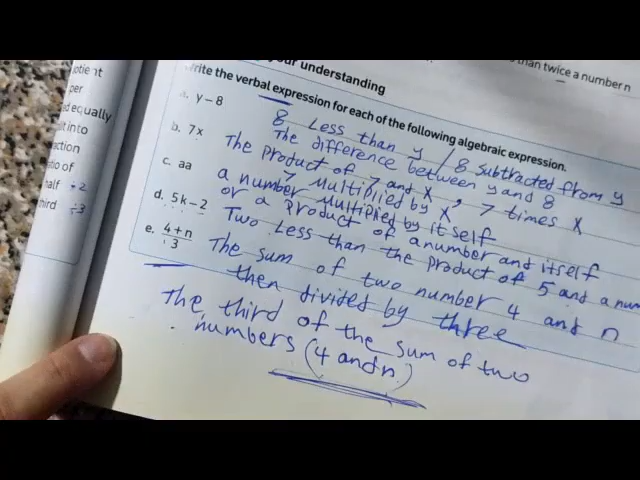 otient
per
ed equally
lit into
action
atio of
half ÷2
hird ÷3
your understanding
than twice a number n
rite the verbal expression for each of the following algebraic expression.
a. y – 8
8 Less than y / 8 subtracted from y
The difference between y and 8
b. 7x
The product of 7 and x, 7 times x
7 multiplied by x
c. aa
a number multiplied by itself
or a product of a number and itself
d. 5k – 2
Two Less than the product of 5 and a num
e. 4 + n / 3
The sum of two number 4 and n
then divided by three
The third of the sum of two
numbers (4 and n)